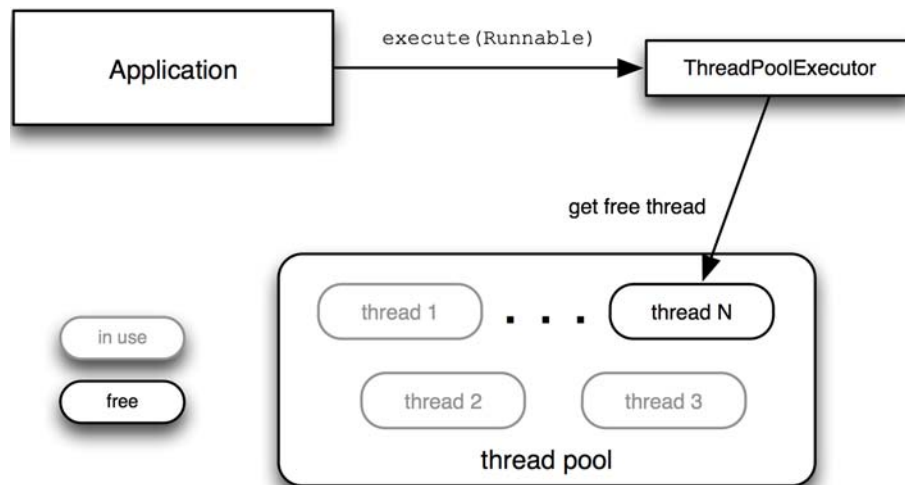 execute(Runnable)
Application
ThreadPoolExecutor
get free thread
thread 1
. . .
thread N
in use
thread 2
thread 3
free
thread pool